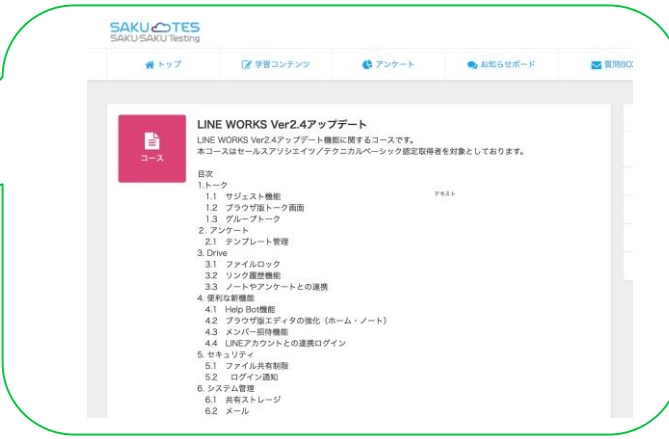 SAKU TES
SAKU-SAKU Testing
トップ
学習コンテンツ
アンケート
お知らせボード
質問BOX
コース
LINE WORKS Ver2.4アップデート
LINE WORKS Ver2.4アップデート機能に関するコースです。
本コースはセールスアソシエイツ／テクニカルベーシック認定取得者を対象としております。
目次
1.トーク
1.1 サジェスト機能
テキスト
1.2 ブラウザ版トーク画面
1.3 グループトーク
2. アンケート
2.1 テンプレート管理
3. Drive
3.1 ファイルロック
3.2 リンク履歴機能
3.3 ノートやアンケートとの連携
4. 便利な新機能
4.1 Help Bot機能
4.2 ブラウザ版エディタの強化（ホーム・ノート）
4.3 メンバー招待機能
4.4 LINEアカウントとの連携ログイン
5. セキュリティ
5.1 ファイル共有制限
5.2 ログイン通知
6. システム管理
6.1 共有ストレージ
6.2 メール